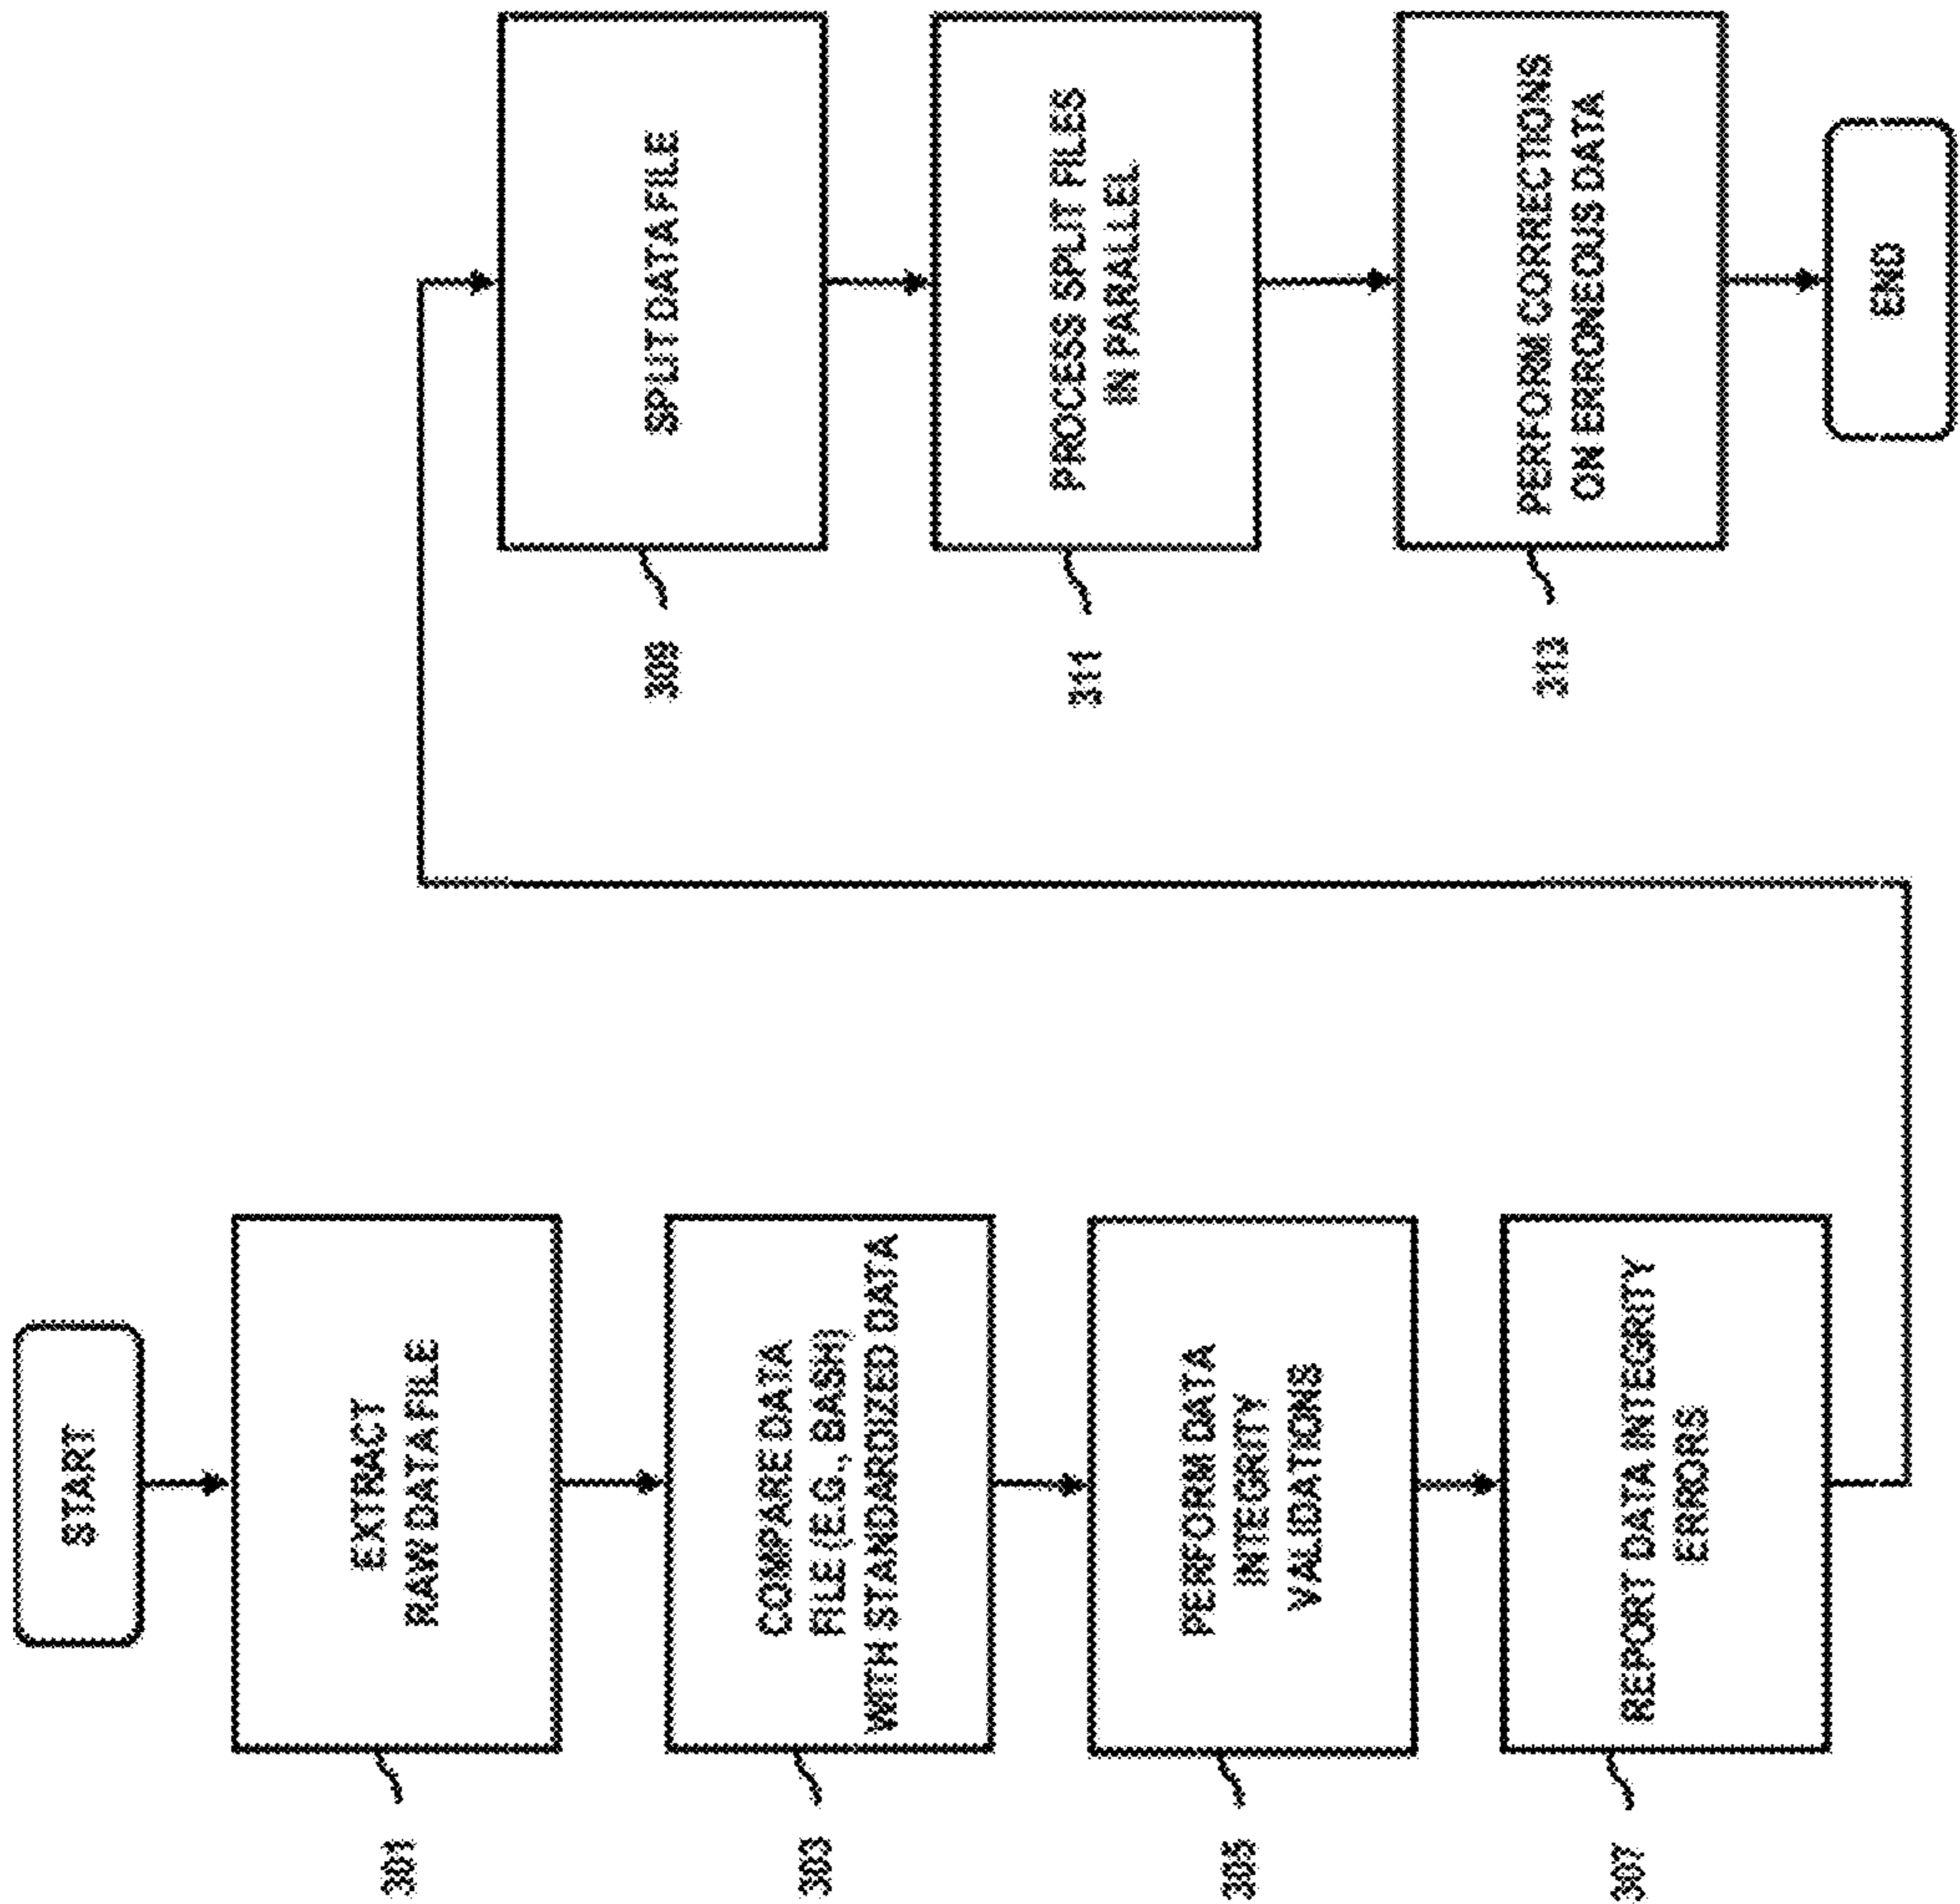 START
301
EXTRACT
RAW DATA FILE
303
COMPARE DATA
FILE (E.G., BASH)
WITH STANDARDIZED DATA
305
PERFORM DATA
INTEGRITY
VALIDATIONS
307
REPORT DATA INTEGRITY
ERRORS
309
SPLIT DATA FILE
311
PROCESS SPLIT FILES
IN PARALLEL
313
PERFORM CORRECTIONS
ON ERRONEOUS DATA
END